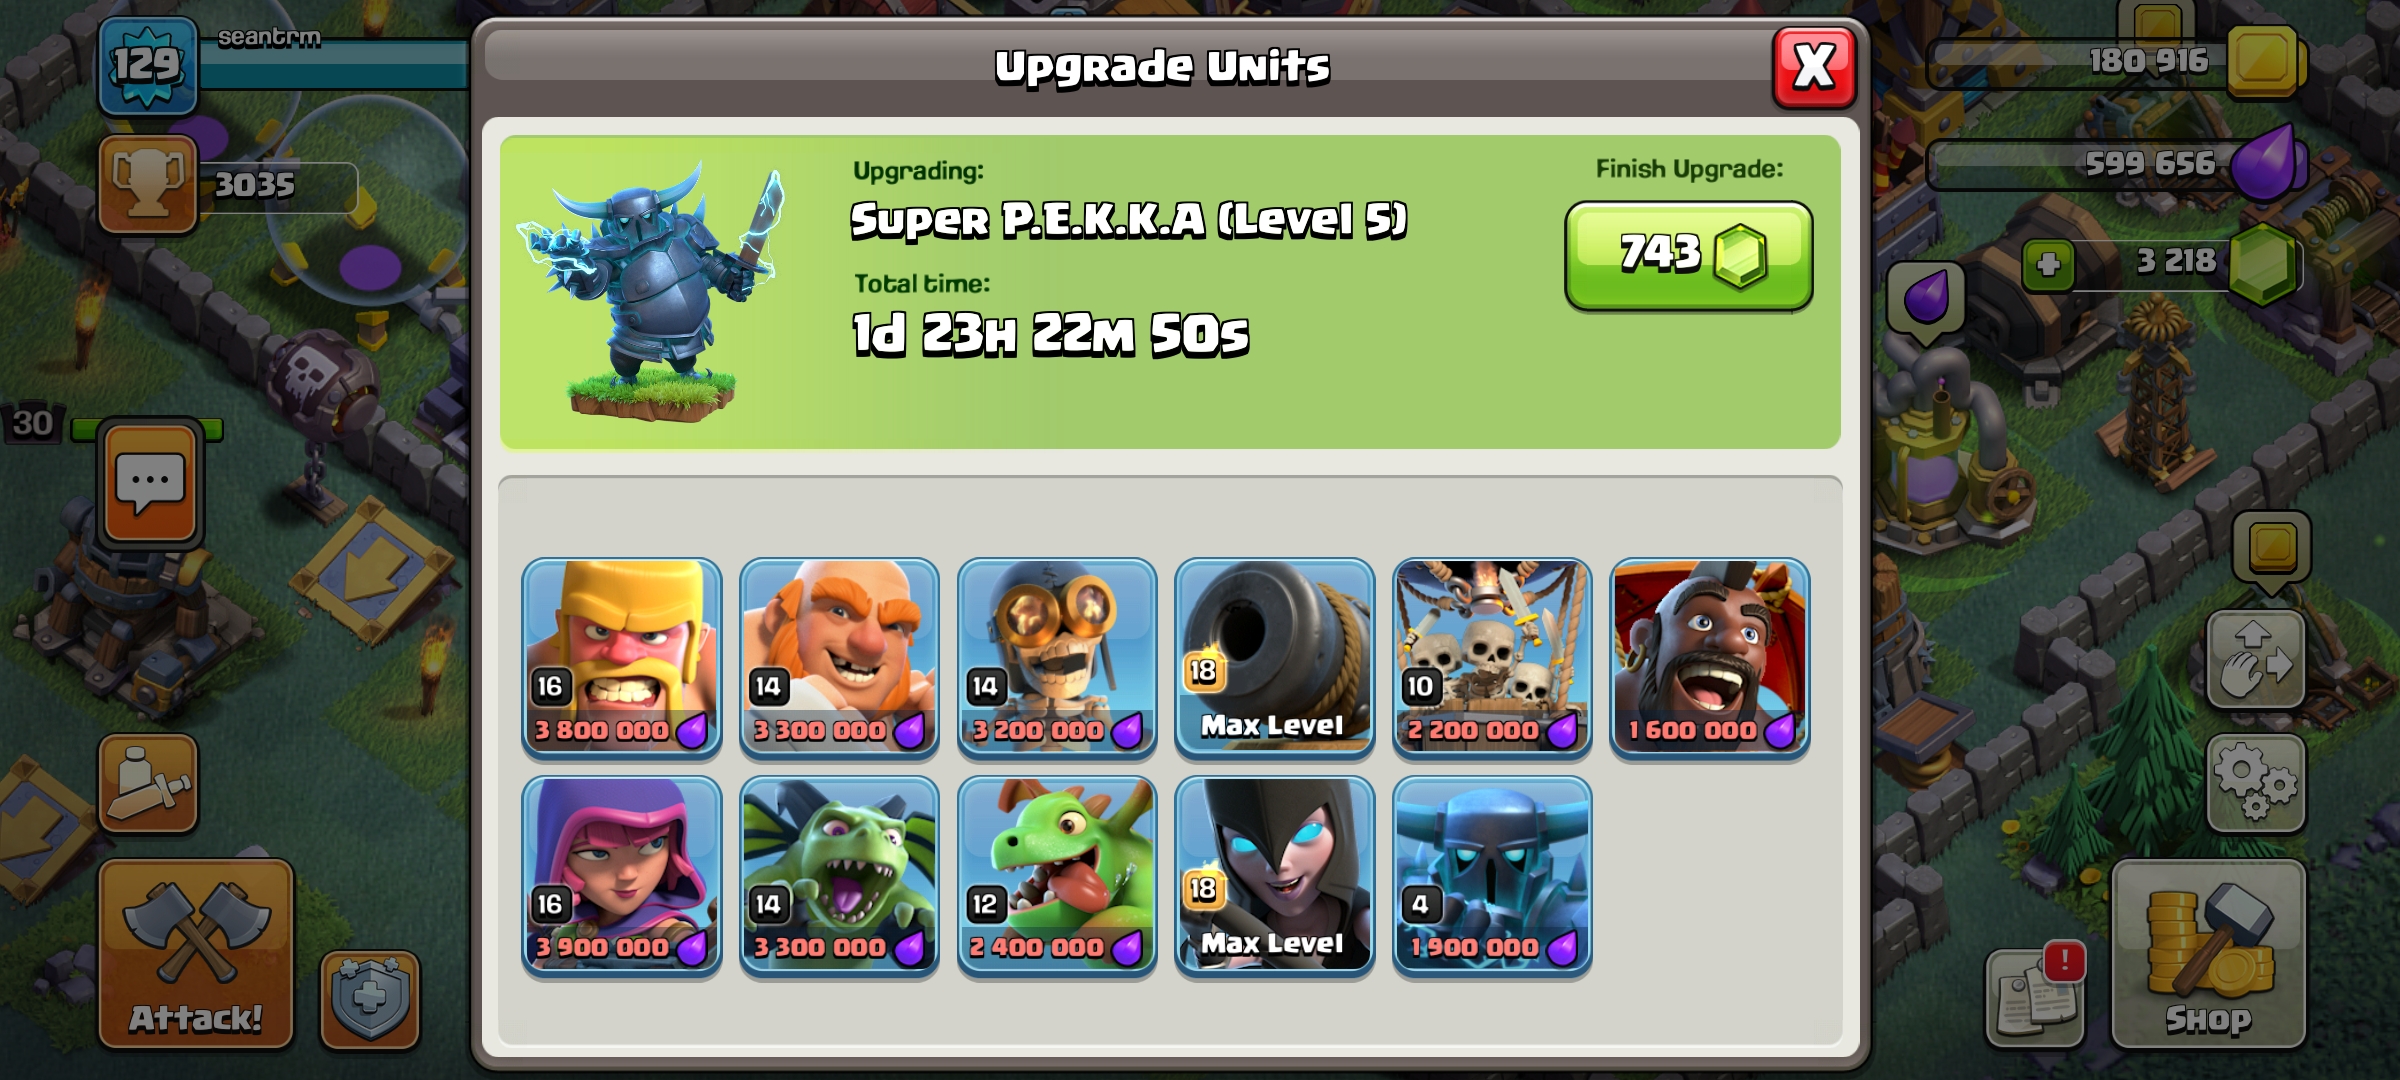 129
seantrm
3035
30
Attack!
Upgrade Units
X
Upgrading:
Super P.E.K.K.A (Level 5)
Total time:
1d 23H 22M 50S
Finish Upgrade:
743
16
3 800 000
14
3 300 000
14
3 200 000
18
Max Level
10
2 200 000
1 600 000
16
3 900 000
14
3 300 000
12
2 400 000
18
Max Level
4
1 900 000
180 916
599 656
3 218
!
Shop